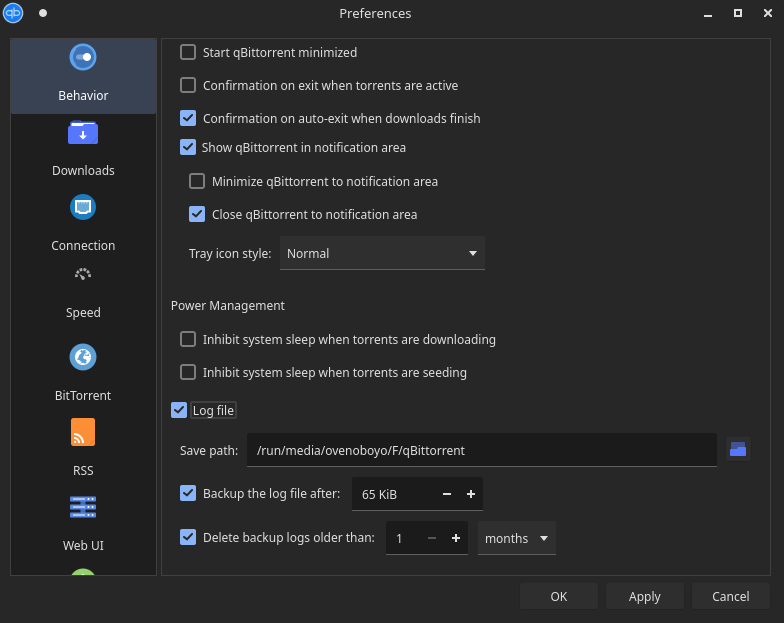 Preferences
Behavior
Downloads
Connection
Speed
BitTorrent
RSS
Web UI
Start qBittorrent minimized
Confirmation on exit when torrents are active
Confirmation on auto-exit when downloads finish
Show qBittorrent in notification area
Minimize qBittorrent to notification area
Close qBittorrent to notification area
Tray icon style: Normal
Power Management
Inhibit system sleep when torrents are downloading
Inhibit system sleep when torrents are seeding
Log file
Save path: /run/media/ovenoboyo/F/qBittorrent
Backup the log file after: 65 KiB
Delete backup logs older than: 1 months
OK Apply Cancel